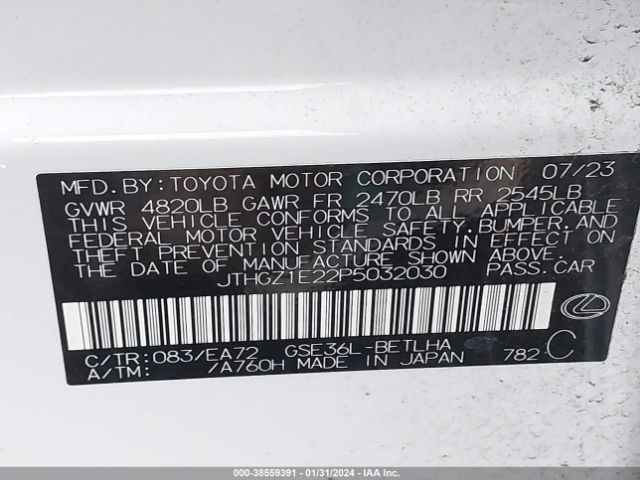 MFD. BY: TOYOTA MOTOR CORPORATION 07/23
GVWR 4820LB GAWR FR 2470LB RR 2545LB
THIS VEHICLE CONFORMS TO ALL APPLICABLE
FEDERAL MOTOR VEHICLE SAFETY, BUMPER, AND
THEFT PREVENTION STANDARDS IN EFFECT ON
THE DATE OF MANUFACTURE SHOWN ABOVE.
JTHGZ1E22P5032030 PASS. CAR
C/TR: 083/EA72 GSE36L-BETLHA
A/TM: /A760H MADE IN JAPAN 782 C
000-38559391 - 01/31/2024 - IAA Inc.